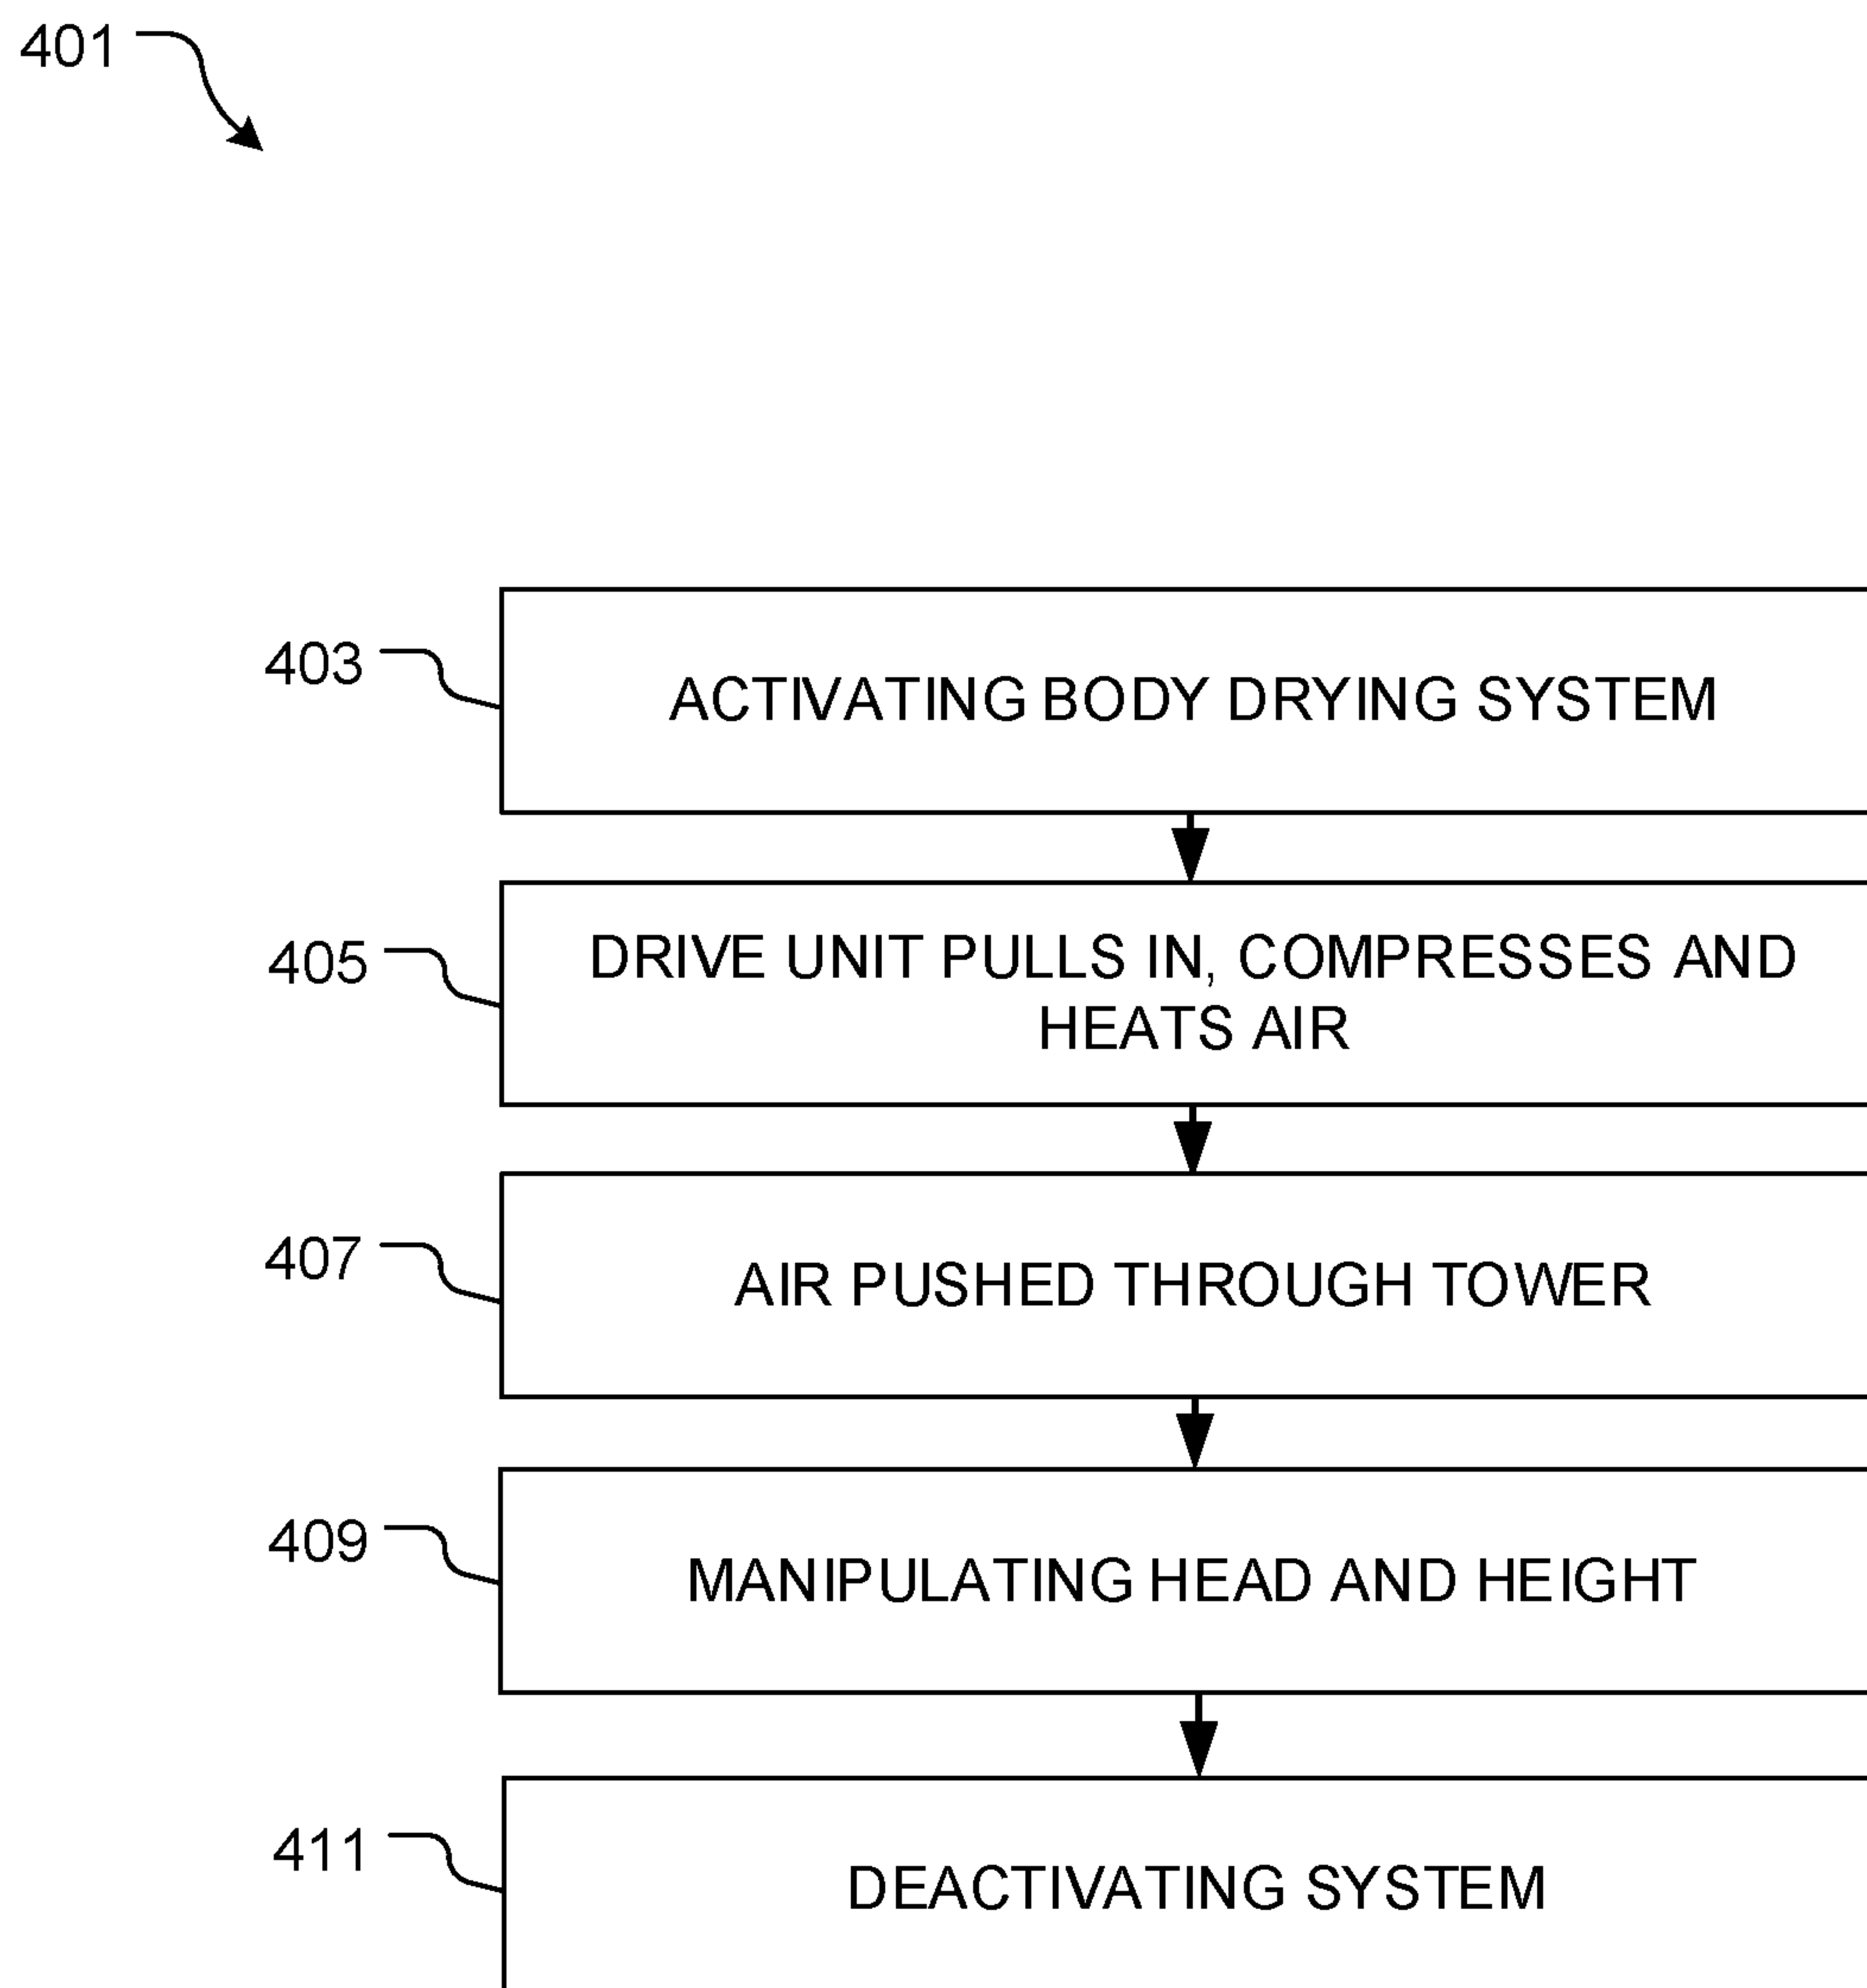 401
403
ACTIVATING BODY DRYING SYSTEM
405
DRIVE UNIT PULLS IN, COMPRESSES AND
HEATS AIR
407
AIR PUSHED THROUGH TOWER
409
MANIPULATING HEAD AND HEIGHT
411
DEACTIVATING SYSTEM